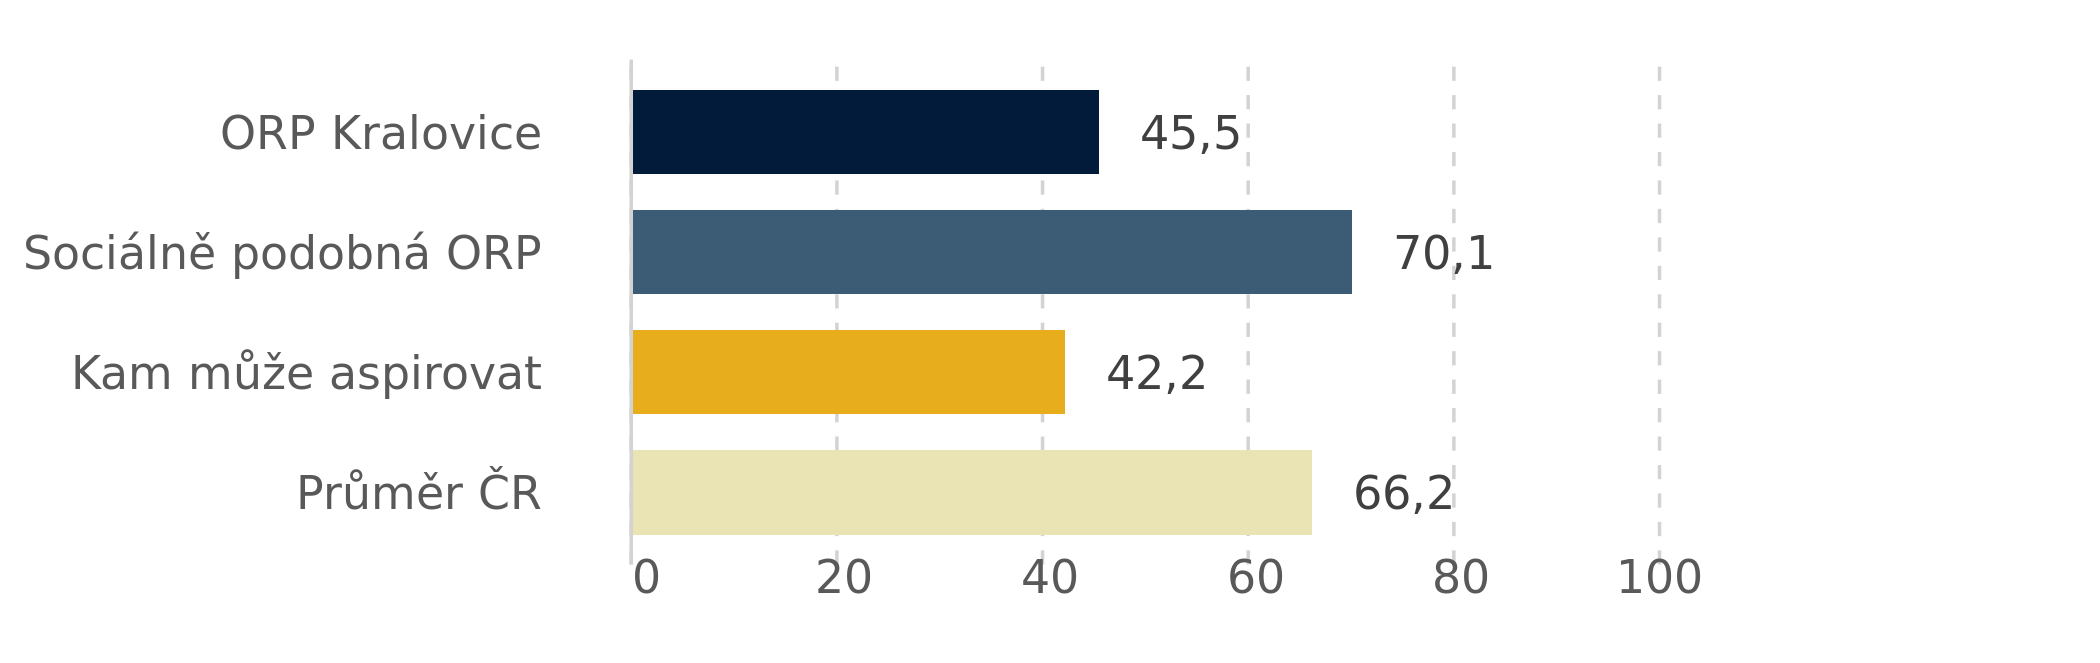 ORP Kralovice 45,5
Sociálně podobná ORP 70,1
Kam může aspirovat 42,2
Průměr ČR 66,2
0 20 40 60 80 100